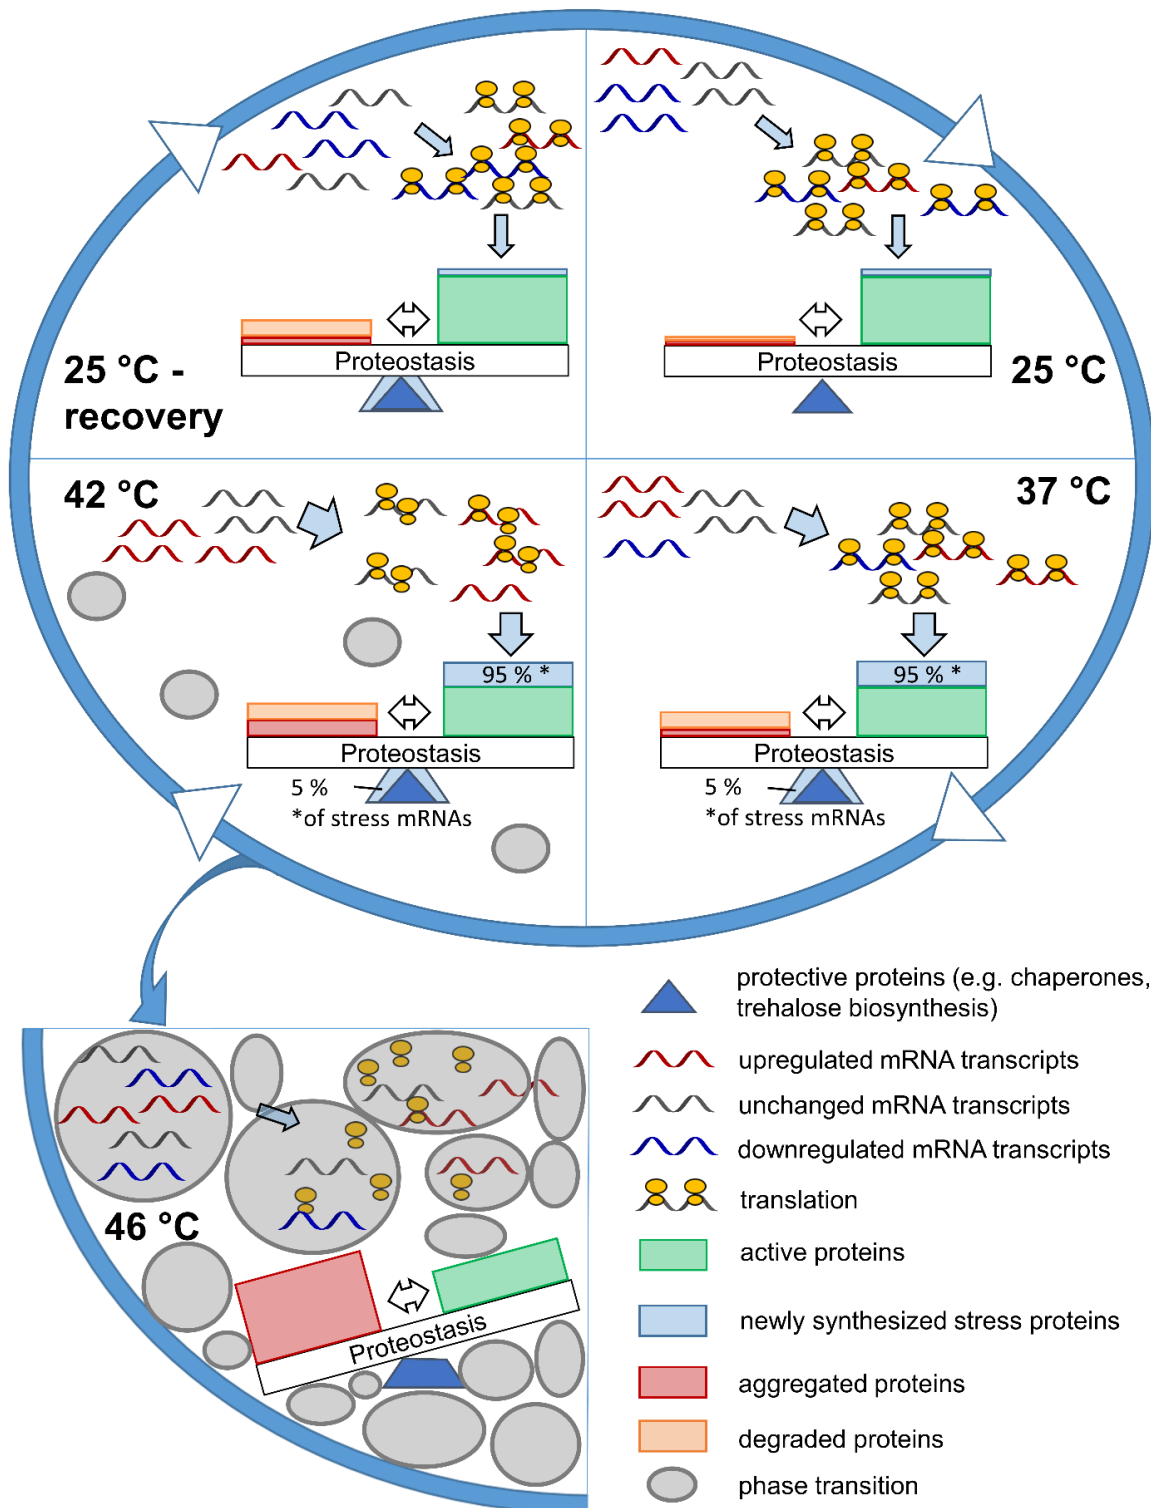 Proteostasis
25 °C -
recovery
Proteostasis
25 °C
42 °C
95 % *
Proteostasis
5 %
*of stress mRNAs
37 °C
95 % *
Proteostasis
5 %
*of stress mRNAs
46 °C
Proteostasis
protective proteins (e.g. chaperones,
trehalose biosynthesis)
upregulated mRNA transcripts
unchanged mRNA transcripts
downregulated mRNA transcripts
translation
active proteins
newly synthesized stress proteins
aggregated proteins
degraded proteins
phase transition